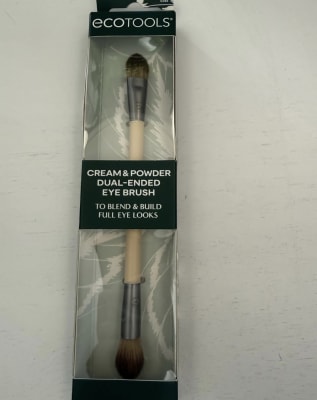 ecoTOOLS®
CREAM & POWDER
DUAL-ENDED
EYE BRUSH
TO BLEND & BUILD
FULL EYE LOOKS